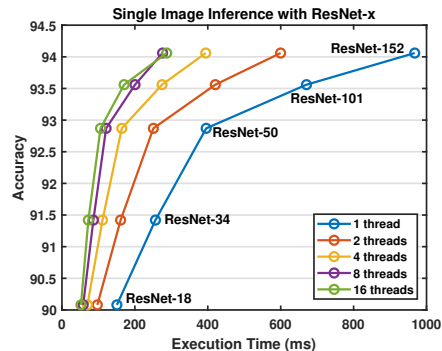 Single Image Inference with ResNet-x
94.5
94
93.5
93
92.5
92
91.5
91
90.5
90
Accuracy
ResNet-152
ResNet-101
ResNet-50
ResNet-34
ResNet-18
1 thread
2 threads
4 threads
8 threads
16 threads
0 200 400 600 800 1000
Execution Time (ms)